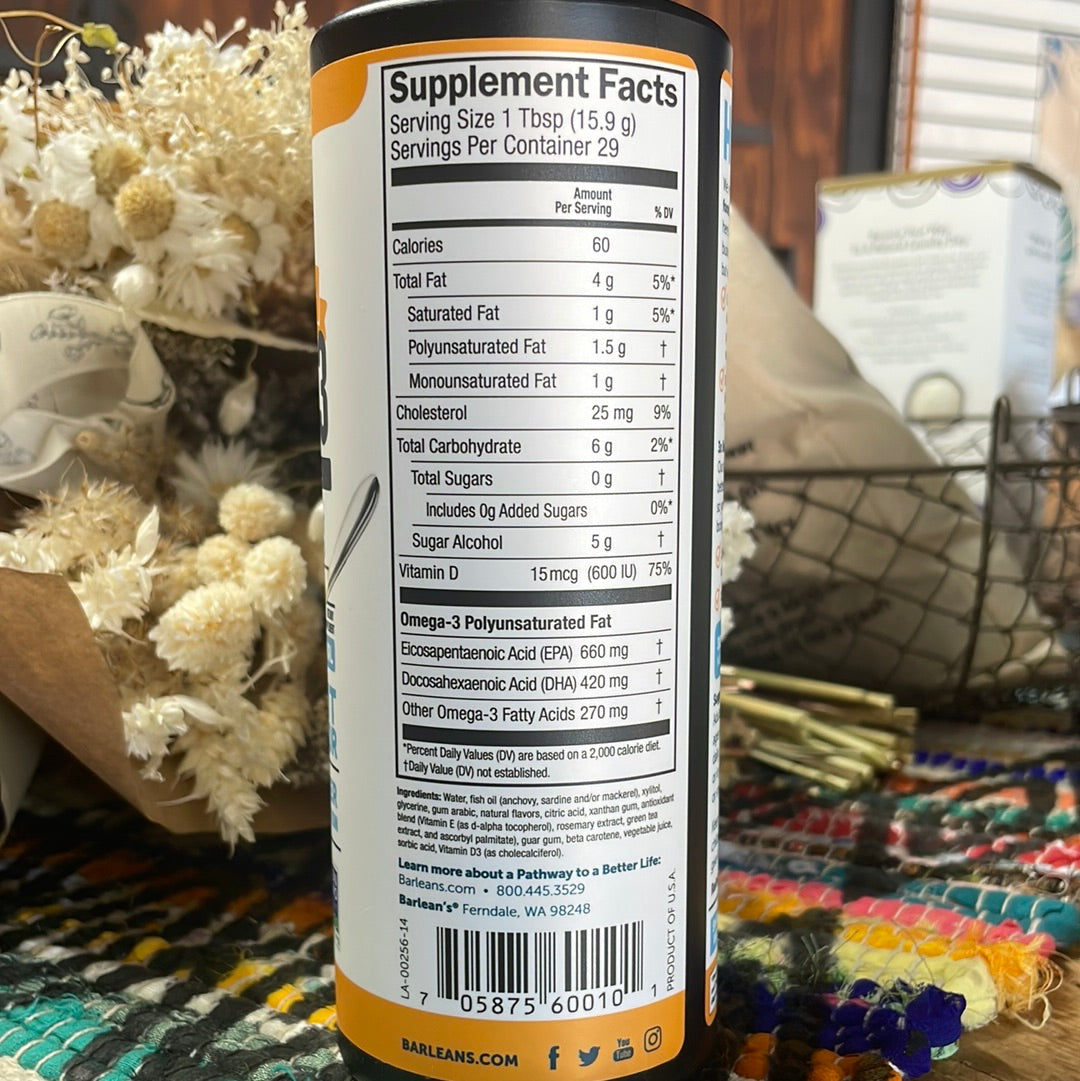 Supplement Facts
Serving Size 1 Tbsp (15.9 g)
Servings Per Container 29
Amount
Per Serving % DV
Calories 60
Total Fat 4 g 5%*
Saturated Fat 1 g 5%*
Polyunsaturated Fat 1.5 g †
Monounsaturated Fat 1 g †
Cholesterol 25 mg 9%
Total Carbohydrate 6 g 2%*
Total Sugars 0 g †
Includes 0g Added Sugars 0%*
Sugar Alcohol 5 g †
Vitamin D 15mcg (600 IU) 75%
Omega-3 Polyunsaturated Fat
Eicosapentaenoic Acid (EPA) 660 mg †
Docosahexaenoic Acid (DHA) 420 mg †
Other Omega-3 Fatty Acids 270 mg †
*Percent Daily Values (DV) are based on a 2,000 calorie diet.
†Daily Value (DV) not established.
Ingredients: Water, fish oil (anchovy, sardine and/or mackerel), xylitol,
glycerine, gum arabic, natural flavors, citric acid, xanthan gum, antioxidant
blend (Vitamin E (as d-alpha tocopherol), rosemary extract, green tea
extract, and ascorbyl palmitate), guar gum, beta carotene, vegetable juice,
sorbic acid, Vitamin D3 (as cholecalciferol).
Learn more about a Pathway to a Better Life:
Barleans.com • 800.445.3529
Barlean's® Ferndale, WA 98248
LA-00256-14
PRODUCT OF U.S.A.
7 05875 60010 1
BARLEANS.COM
You
Tube